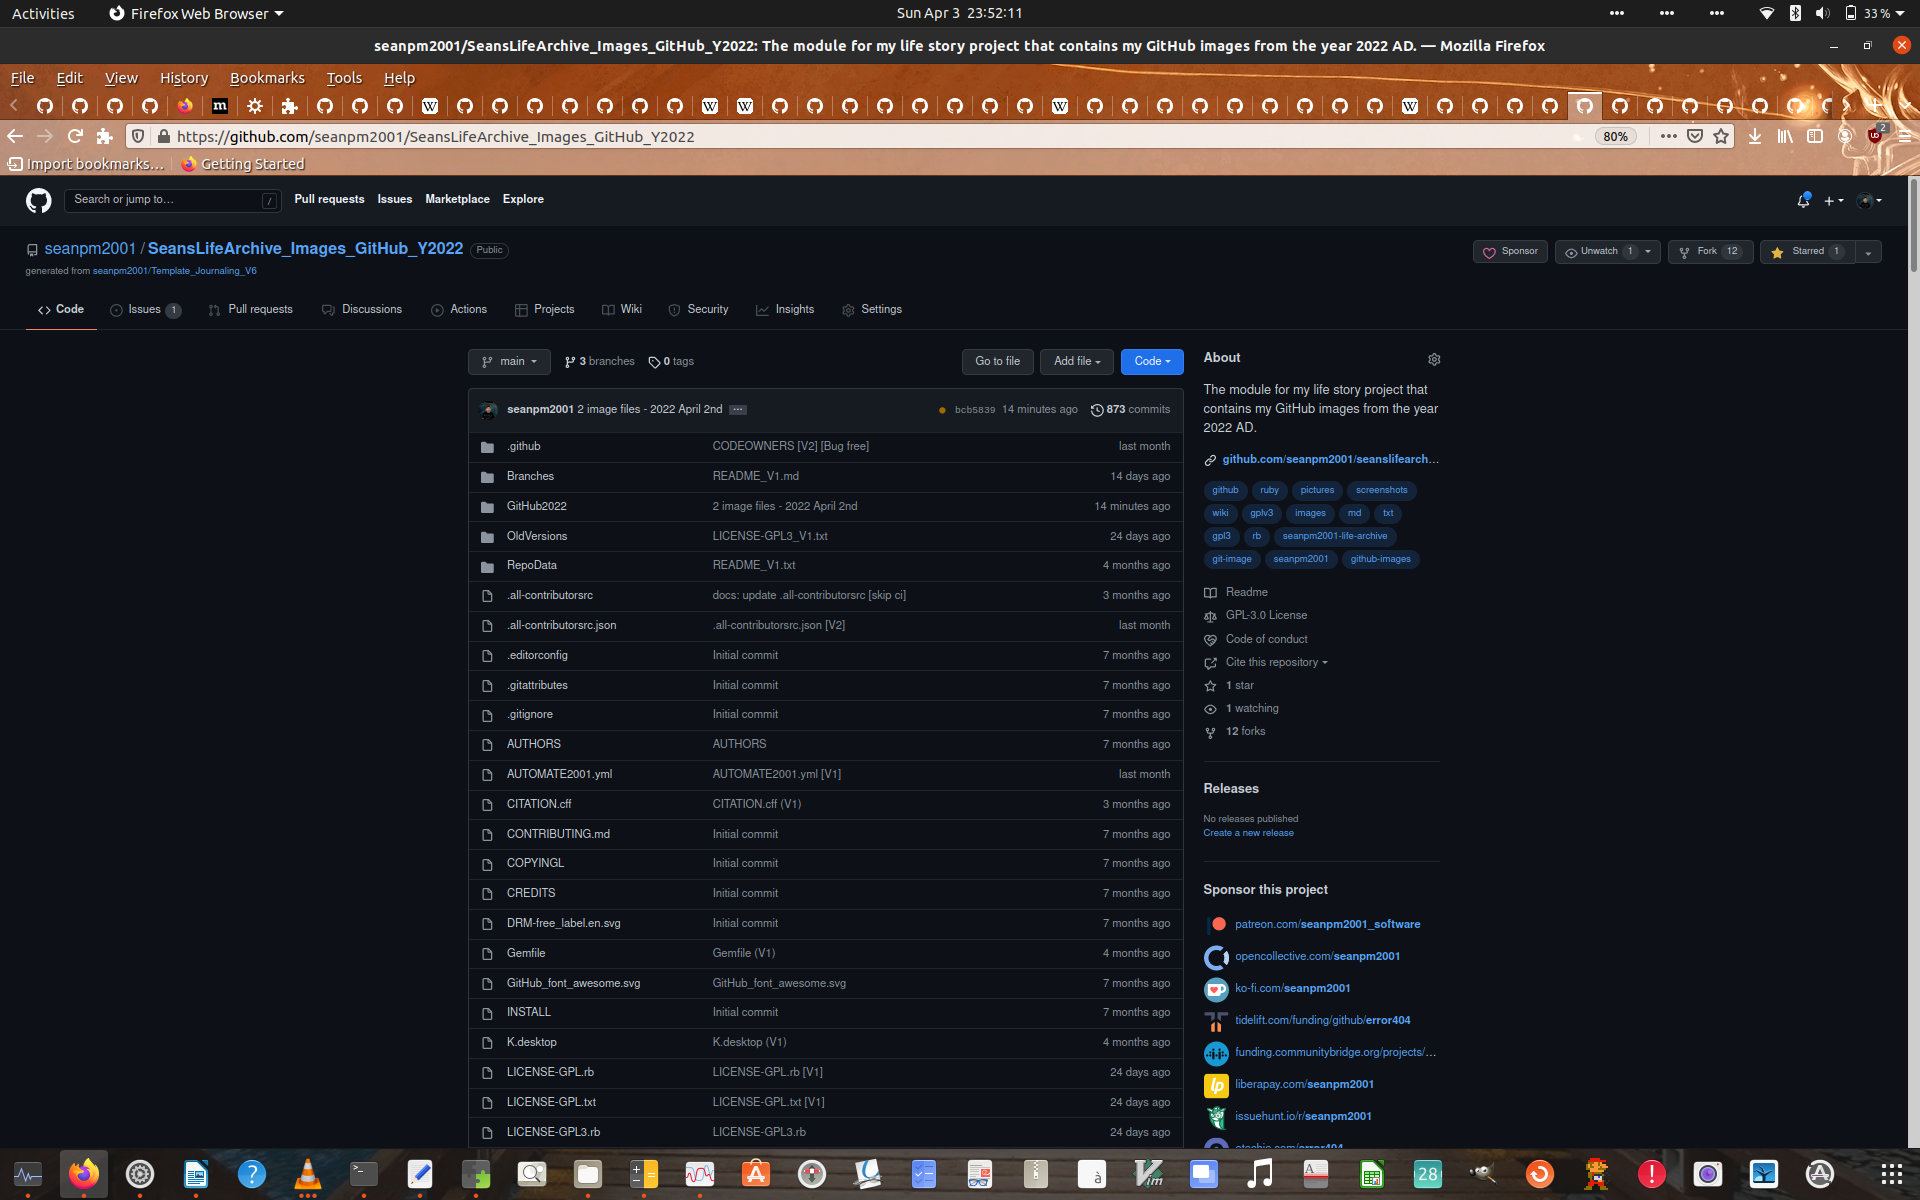 Activities
Firefox Web Browser
Sun Apr 3 23:52:11
33 %
seanpm2001/SeansLifeArchive_Images_GitHub_Y2022: The module for my life story project that contains my GitHub images from the year 2022 AD. — Mozilla Firefox
File Edit View History Bookmarks Tools Help
https://github.com/seanpm2001/SeansLifeArchive_Images_GitHub_Y2022
80%
2
Import bookmarks… Getting Started
Search or jump to… /
Pull requests Issues Marketplace Explore
seanpm2001 / SeansLifeArchive_Images_GitHub_Y2022 Public
Sponsor Unwatch 1 Fork 12 Starred 1
generated from seanpm2001/Template_Journaling_V6
Code Issues 1 Pull requests Discussions Actions Projects Wiki Security Insights Settings
main 3 branches 0 tags Go to file Add file Code
seanpm2001 2 image files - 2022 April 2nd ... bcb5839 14 minutes ago 873 commits
.github CODEOWNERS [V2] [Bug free] last month
Branches README_V1.md 14 days ago
GitHub2022 2 image files - 2022 April 2nd 14 minutes ago
OldVersions LICENSE-GPL3_V1.txt 24 days ago
RepoData README_V1.txt 4 months ago
.all-contributorsrc docs: update .all-contributorsrc [skip ci] 3 months ago
.all-contributorsrc.json .all-contributorsrc.json [V2] last month
.editorconfig Initial commit 7 months ago
.gitattributes Initial commit 7 months ago
.gitignore Initial commit 7 months ago
AUTHORS AUTHORS 7 months ago
AUTOMATE2001.yml AUTOMATE2001.yml [V1] last month
CITATION.cff CITATION.cff (V1) 3 months ago
CONTRIBUTING.md Initial commit 7 months ago
COPYINGL Initial commit 7 months ago
CREDITS Initial commit 7 months ago
DRM-free_label.en.svg Initial commit 7 months ago
Gemfile Gemfile (V1) 4 months ago
GitHub_font_awesome.svg GitHub_font_awesome.svg 7 months ago
INSTALL Initial commit 7 months ago
K.desktop K.desktop (V1) 4 months ago
LICENSE-GPL.rb LICENSE-GPL.rb [V1] 24 days ago
LICENSE-GPL.txt LICENSE-GPL.txt [V1] 24 days ago
LICENSE-GPL3.rb LICENSE-GPL3.rb 24 days ago
About
The module for my life story project that
contains my GitHub images from the year
2022 AD.
github.com/seanpm2001/seanslifearch…
github ruby pictures screenshots
wiki gplv3 images md txt
gpl3 rb seanpm2001-life-archive
git-image seanpm2001 github-images
Readme
GPL-3.0 License
Code of conduct
Cite this repository
1 star
1 watching
12 forks
Releases
No releases published
Create a new release
Sponsor this project
patreon.com/seanpm2001_software
opencollective.com/seanpm2001
ko-fi.com/seanpm2001
tidelift.com/funding/github/error404
funding.communitybridge.org/projects/…
liberapay.com/seanpm2001
issuehunt.io/r/seanpm2001
otechie.com/error404
28